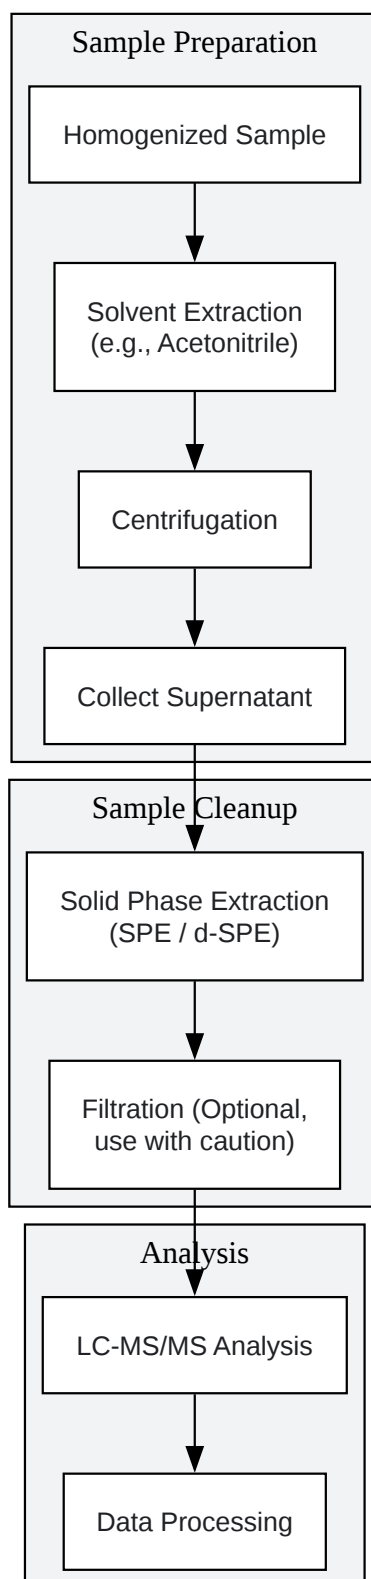 Sample Preparation
Homogenized Sample
Solvent Extraction
(e.g., Acetonitrile)
Centrifugation
Collect Supernatant
Sample Cleanup
Solid Phase Extraction
(SPE / d-SPE)
Filtration (Optional,
use with caution)
Analysis
LC-MS/MS Analysis
Data Processing